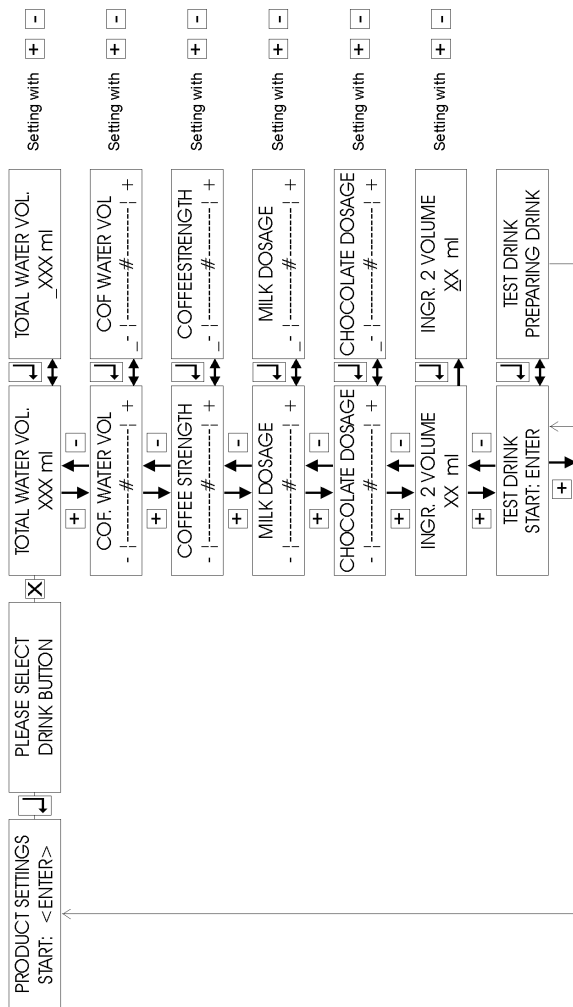 PRODUCT SETTINGS
START: <ENTER>
PLEASE SELECT
DRINK BUTTON
X
TOTAL WATER VOL.
XXX ml
TOTAL WATER VOL.
_XXX ml
Setting with + -
+ -
COF. WATER VOL
- ¦-------#-------¦ +
COF WATER VOL
_ - ¦-------#-------¦ +
Setting with + -
+ -
COFFEE STRENGTH
- ¦-------#-------¦ +
COFFEESTRENGTH
_ - ¦-------#-------¦ +
Setting with + -
+ -
MILK DOSAGE
- ¦-------#-------¦ +
MILK DOSAGE
_ - ¦-------#-------¦ +
Setting with + -
+ -
CHOCOLATE DOSAGE
- ¦-------#-------¦ +
CHOCOLATE DOSAGE
_ - ¦-------#-------¦ +
Setting with + -
+ -
INGR. 2 VOLUME
XX ml
INGR. 2 VOLUME
XX ml
Setting with + -
+ -
TEST DRINK
START: ENTER
TEST DRINK
PREPARING DRINK
+